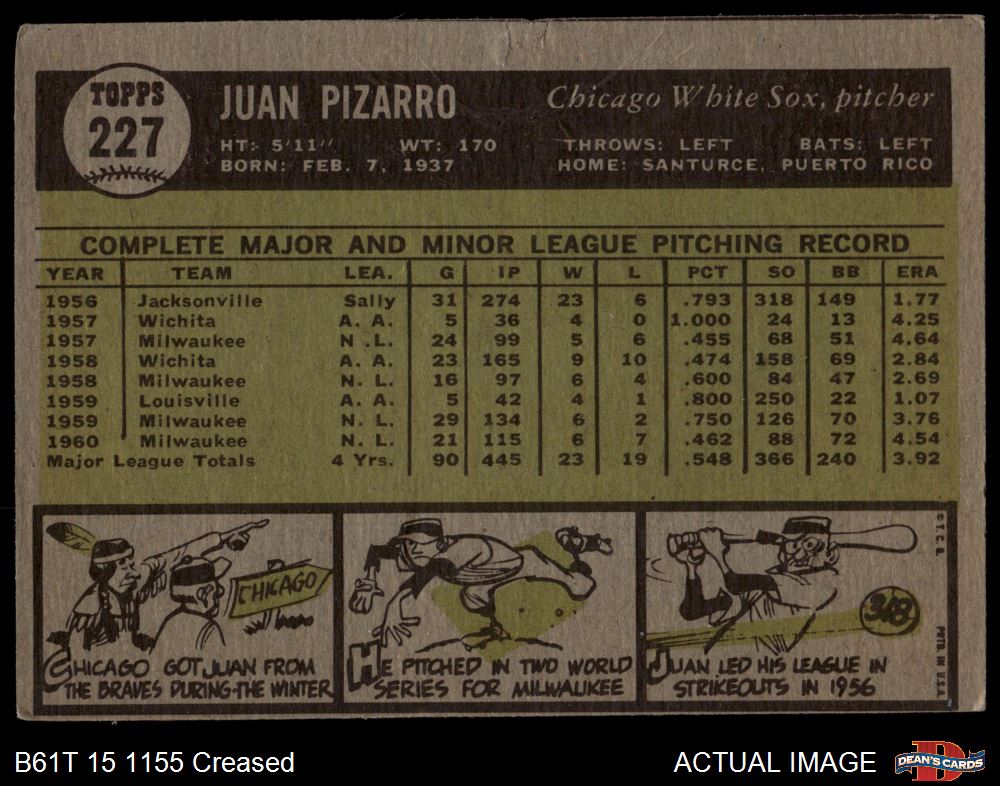 TOPPS
227
JUAN PIZARRO
Chicago White Sox, pitcher
HT: 5'11" WT: 170 THROWS: LEFT BATS: LEFT
BORN: FEB. 7, 1937 HOME: SANTURCE, PUERTO RICO
COMPLETE MAJOR AND MINOR LEAGUE PITCHING RECORD
YEAR TEAM LEA. G IP W L PCT SO BB ERA
1956 Jacksonville Sally 31 274 23 6 .793 318 149 1.77
1957 Wichita A. A. 5 36 4 0 1.000 24 13 4.25
1957 Milwaukee N. L. 24 99 5 6 .455 68 51 4.64
1958 Wichita A. A. 23 165 9 10 .474 158 69 2.84
1958 Milwaukee N. L. 16 97 6 4 .600 84 47 2.69
1959 Louisville A. A. 5 42 4 1 .800 250 22 1.07
1959 Milwaukee N. L. 29 134 6 2 .750 126 70 3.76
1960 Milwaukee N. L. 21 115 6 7 .462 88 72 4.54
Major League Totals 4 Yrs. 90 445 23 19 .548 366 240 3.92
CHICAGO
CHICAGO GOT JUAN FROM
THE BRAVES DURING THE WINTER
HE PITCHED IN TWO WORLD
SERIES FOR MILWAUKEE
318
JUAN LED HIS LEAGUE IN
STRIKEOUTS IN 1956
© T. C. G. PRTD. IN U.S.A.
B61T 15 1155 Creased
ACTUAL IMAGE
D
DEAN'S CARDS